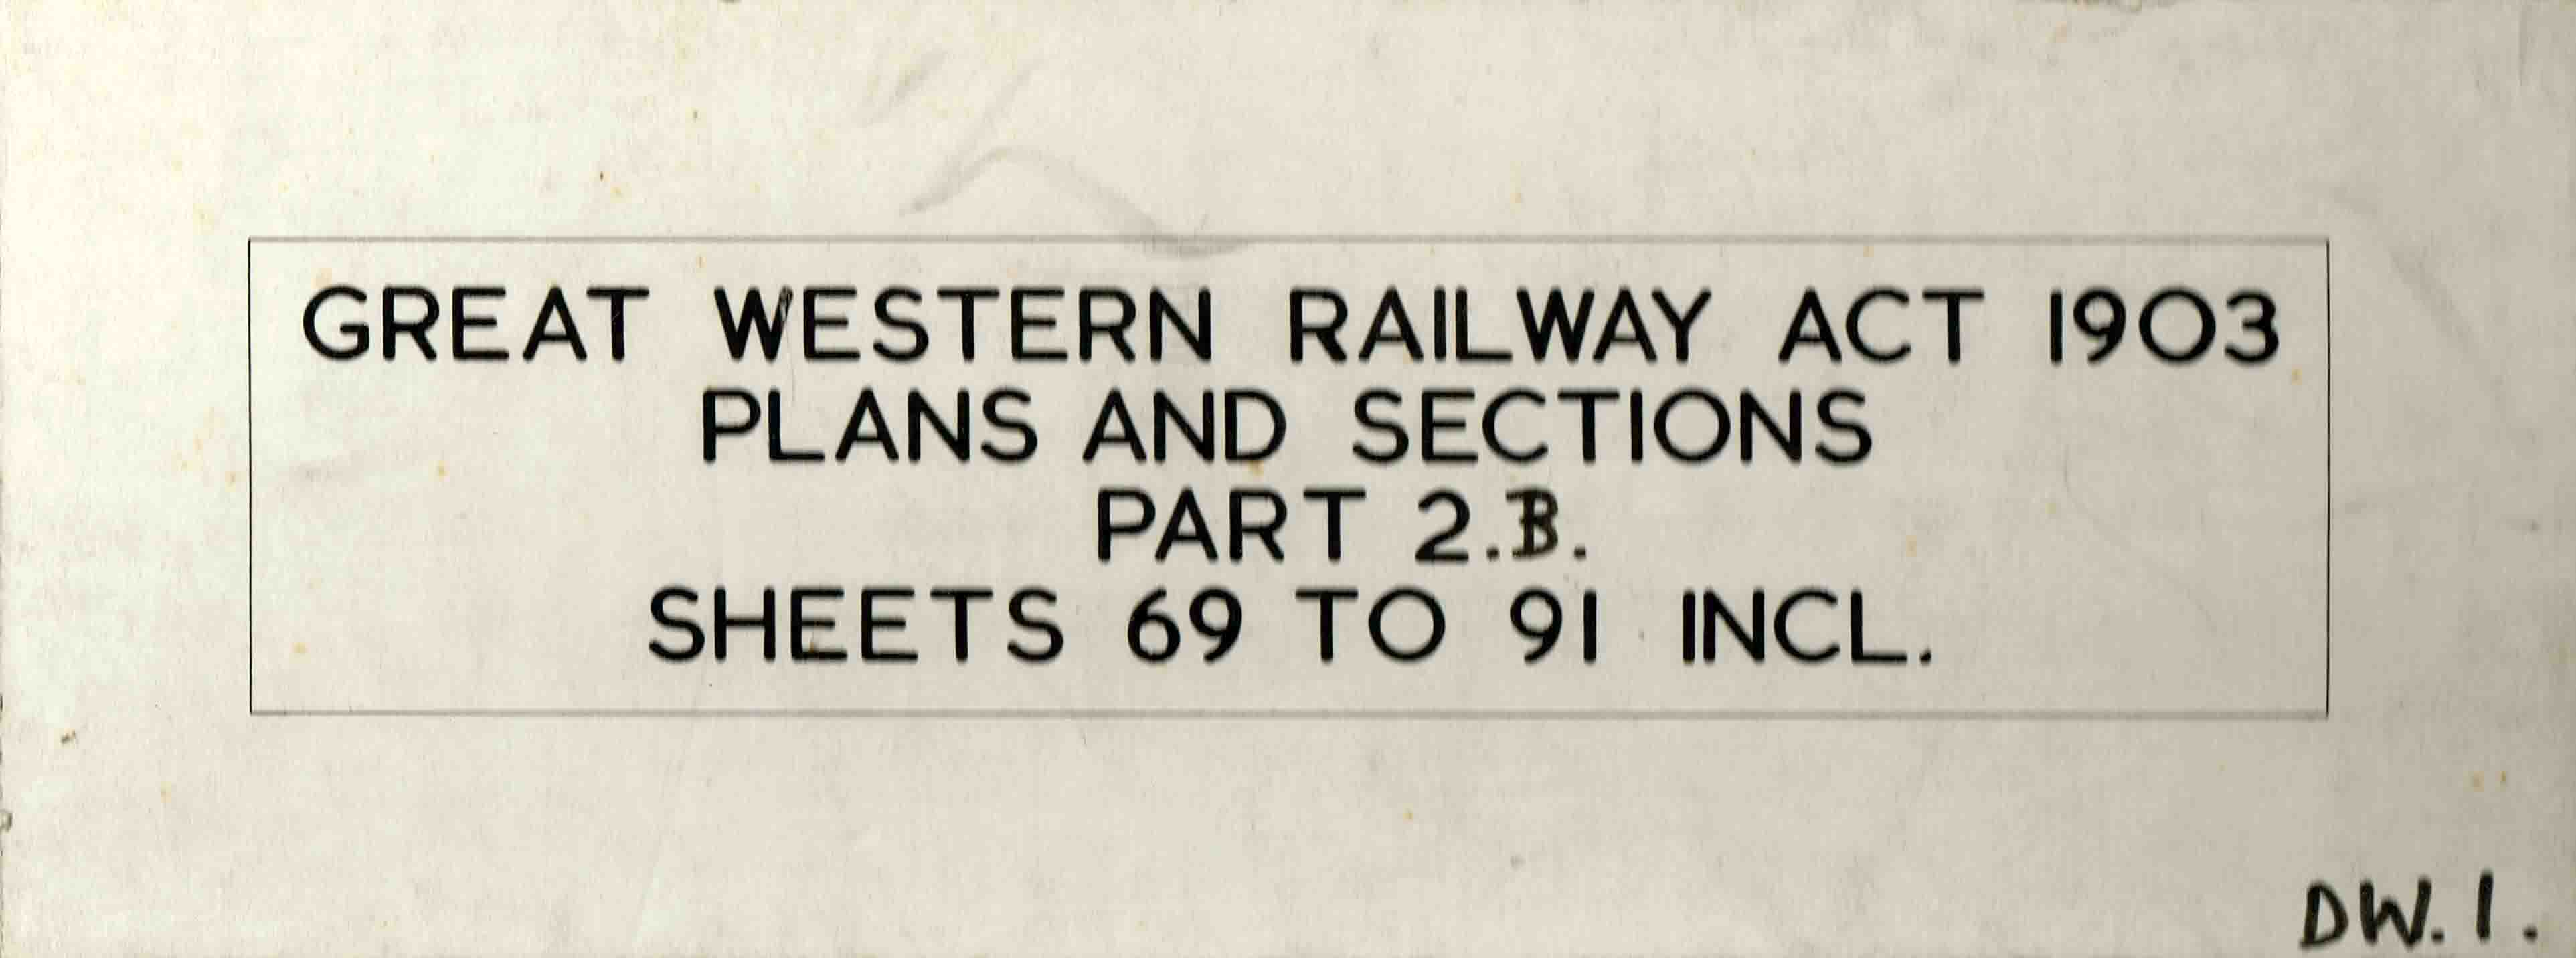 GREAT WESTERN RAILWAY ACT 1903
PLANS AND SECTIONS
PART 2.B.
SHEETS 69 TO 91 INCL.
DW. 1.